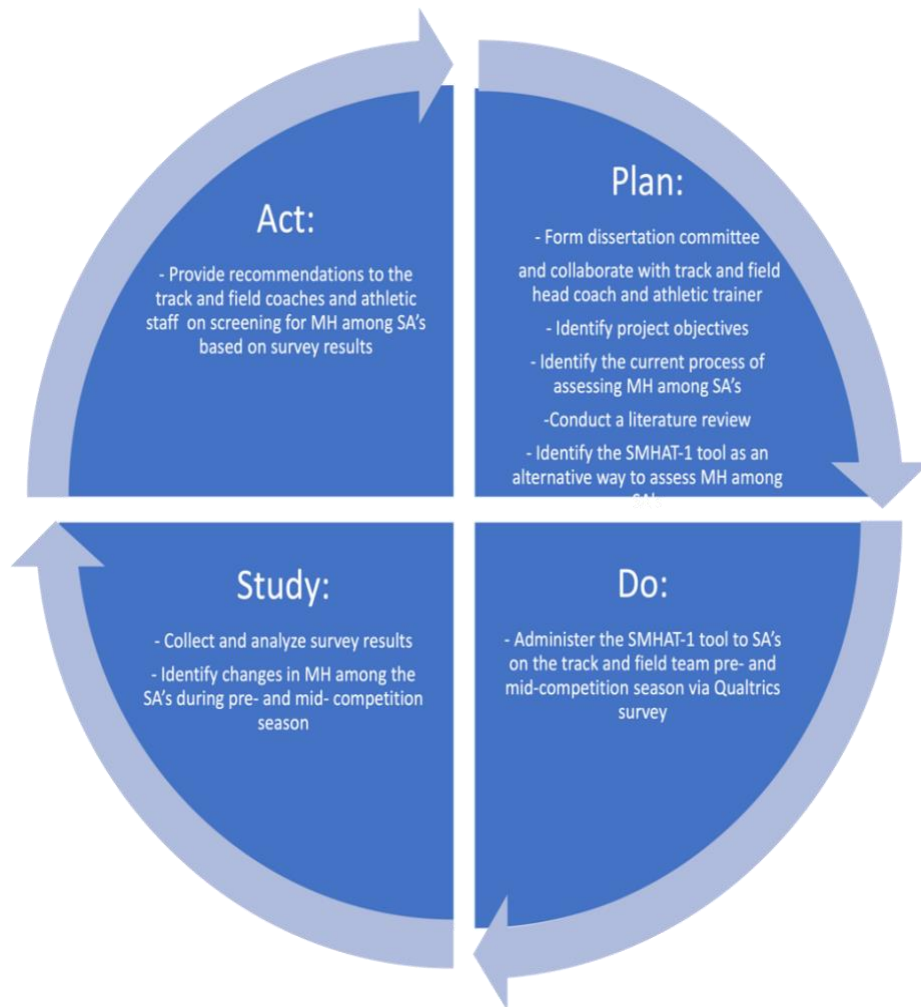 Act:
- Provide recommendations to the
track and field coaches and athletic
staff on screening for MH among SA's
based on survey results
Plan:
- Form dissertation committee
and collaborate with track and field
head coach and athletic trainer
- Identify project objectives
- Identify the current process of
assessing MH among SA's
-Conduct a literature review
- Identify the SMHAT-1 tool as an
alternative way to assess MH among
SA's
Study:
- Collect and analyze survey results
- Identify changes in MH among the
SA's during pre- and mid- competition
season
Do:
- Administer the SMHAT-1 tool to SA's
on the track and field team pre- and
mid-competition season via Qualtrics
survey